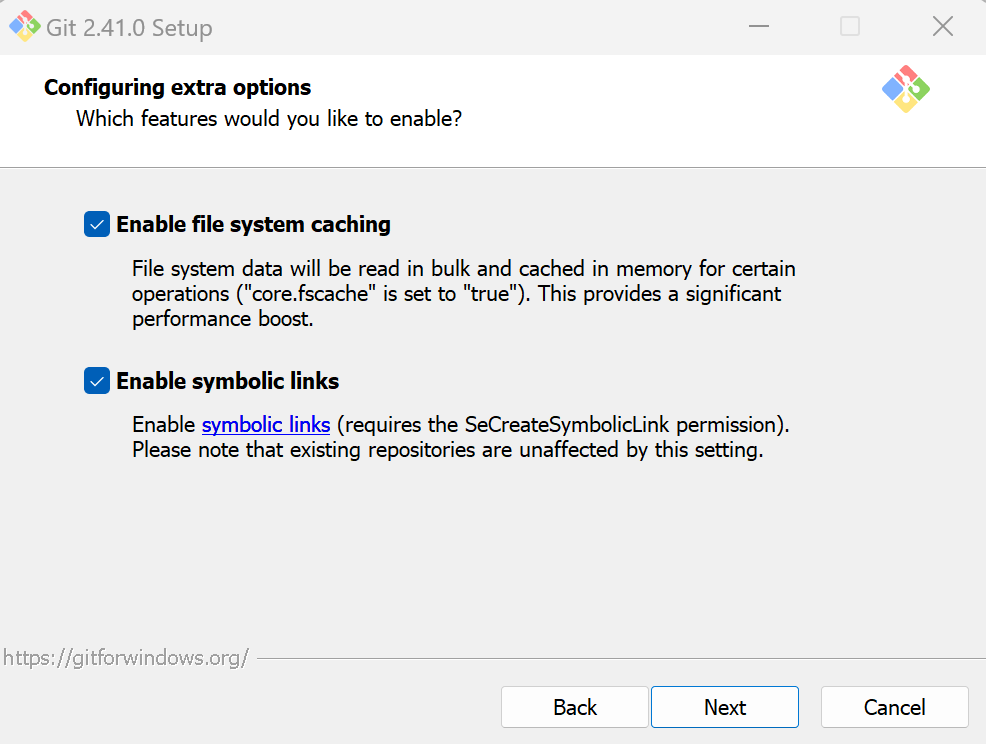 Git 2.41.0 Setup
Configuring extra options
Which features would you like to enable?
Enable file system caching
File system data will be read in bulk and cached in memory for certain
operations ("core.fscache" is set to "true"). This provides a significant
performance boost.
Enable symbolic links
Enable symbolic links (requires the SeCreateSymbolicLink permission).
Please note that existing repositories are unaffected by this setting.
https://gitforwindows.org/
Back Next Cancel